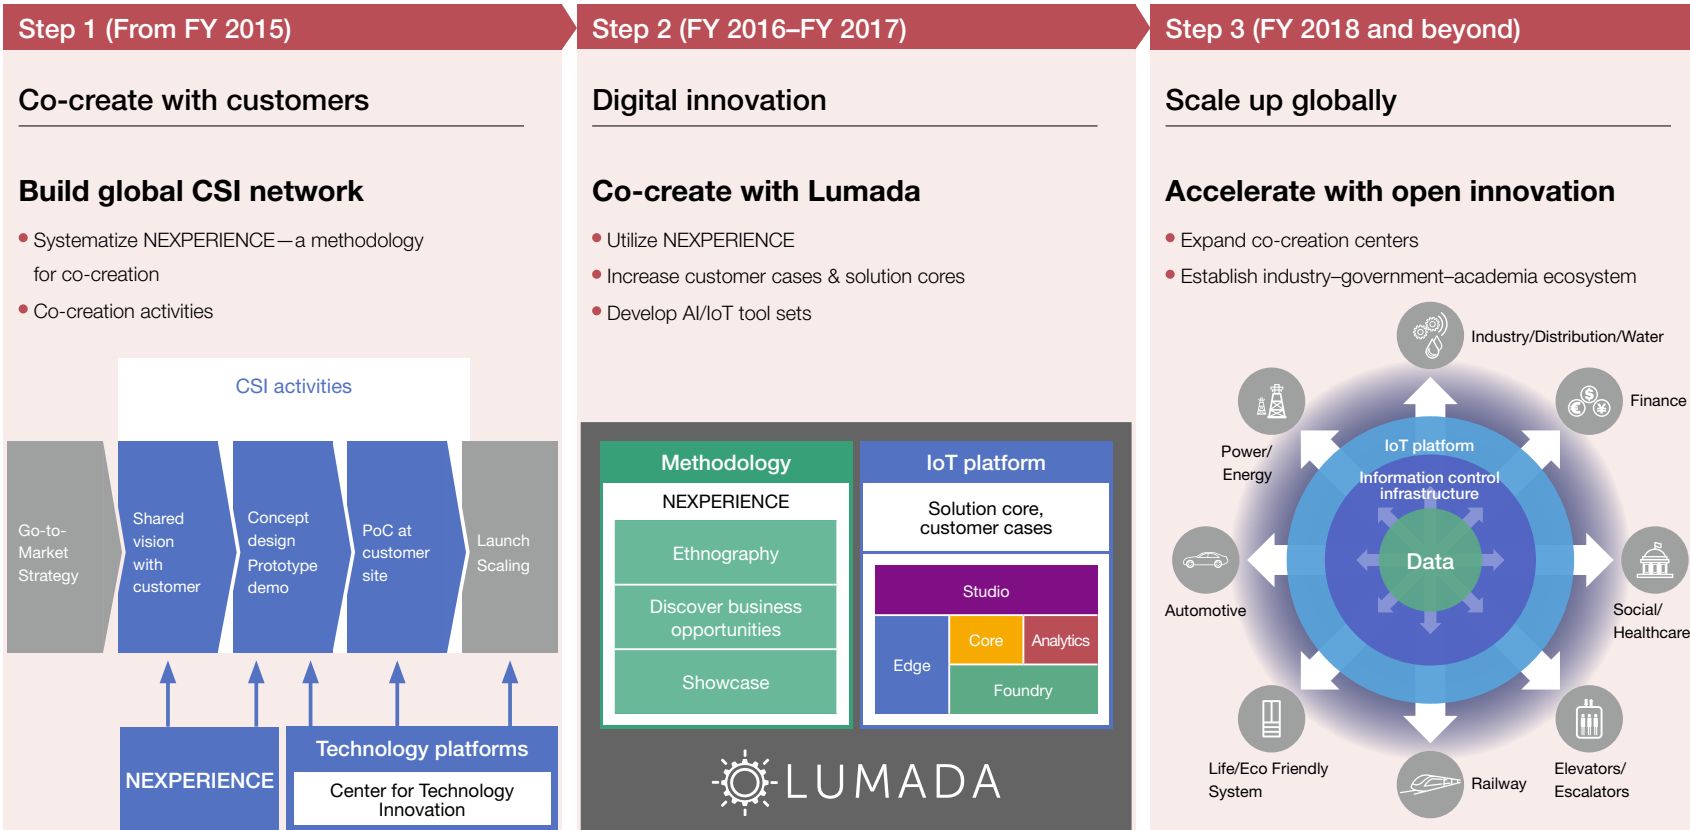 Step 1 (From FY 2015)
Co-create with customers
Build global CSI network
• Systematize NEXPERIENCE—a methodology
for co-creation
• Co-creation activities
CSI activities
Go-to-
Market
Strategy
Shared
vision
with
customer
Concept
design
Prototype
demo
PoC at
customer
site
Launch
Scaling
NEXPERIENCE
Technology platforms
Center for Technology
Innovation
Step 2 (FY 2016–FY 2017)
Digital innovation
Co-create with Lumada
• Utilize NEXPERIENCE
• Increase customer cases & solution cores
• Develop AI/IoT tool sets
Methodology
NEXPERIENCE
Ethnography
Discover business
opportunities
Showcase
IoT platform
Solution core,
customer cases
Studio
Edge
Core
Analytics
Foundry
LUMADA
Step 3 (FY 2018 and beyond)
Scale up globally
Accelerate with open innovation
• Expand co-creation centers
• Establish industry–government–academia ecosystem
Industry/Distribution/Water
$
€
¥
Finance
Power/
Energy
IoT platform
Information control
infrastructure
Data
Automotive
Social/
Healthcare
Life/Eco Friendly
System
Railway
Elevators/
Escalators